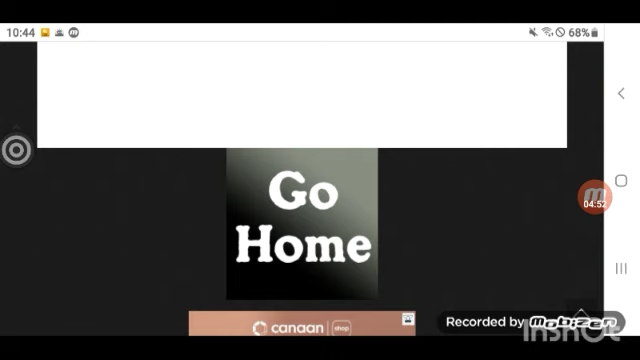 10:44
68%
Go
Home
04:52
canaan shop
Recorded by Mobizen
InShOt